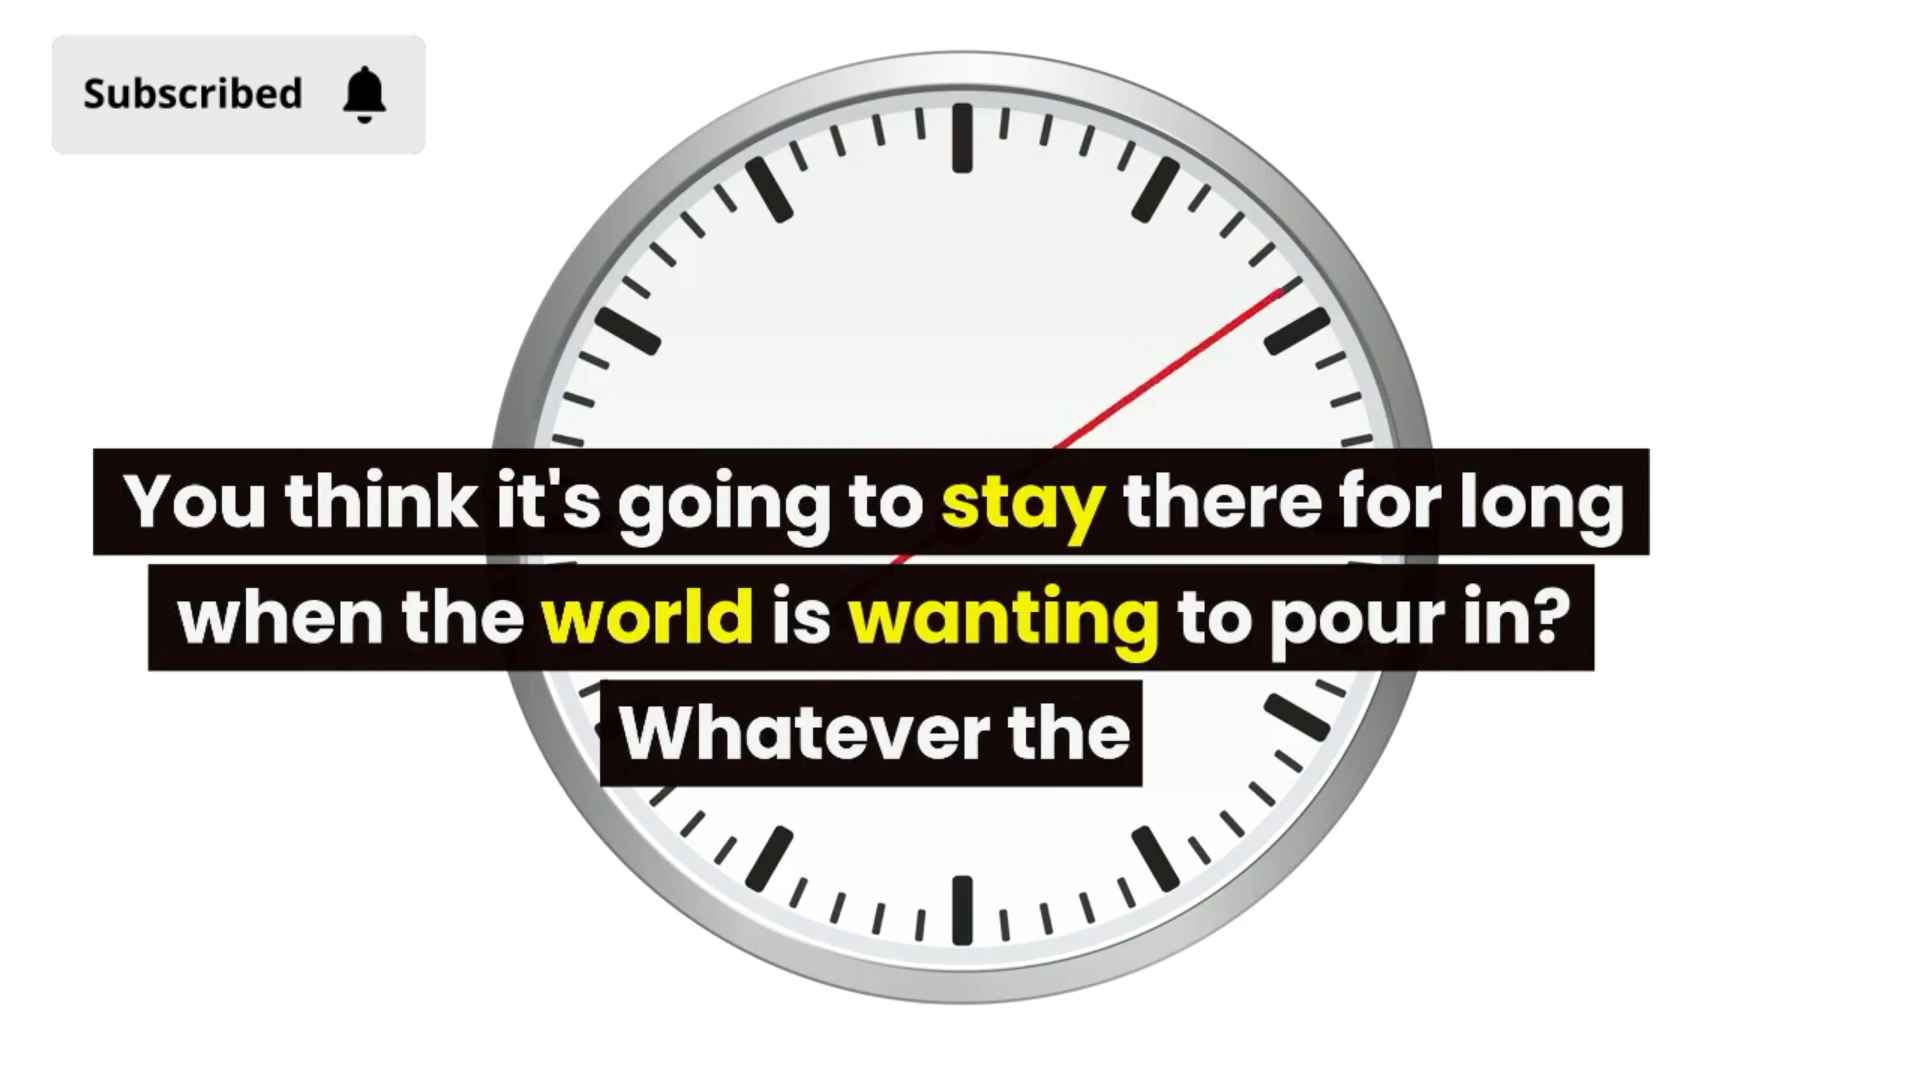 Subscribed
You think it's going to stay there for long
when the world is wanting to pour in?
Whatever the